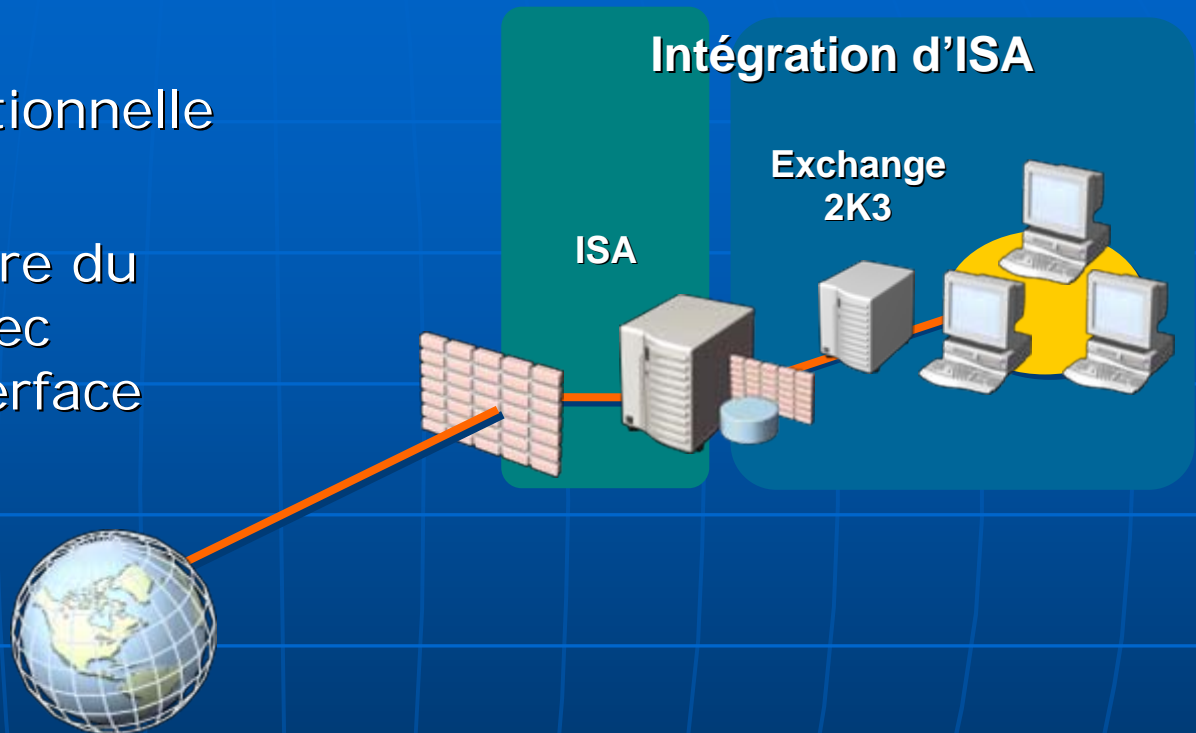 Intégration d'ISA
tionnelle
re du
ec
erface
ISA
Exchange
2K3